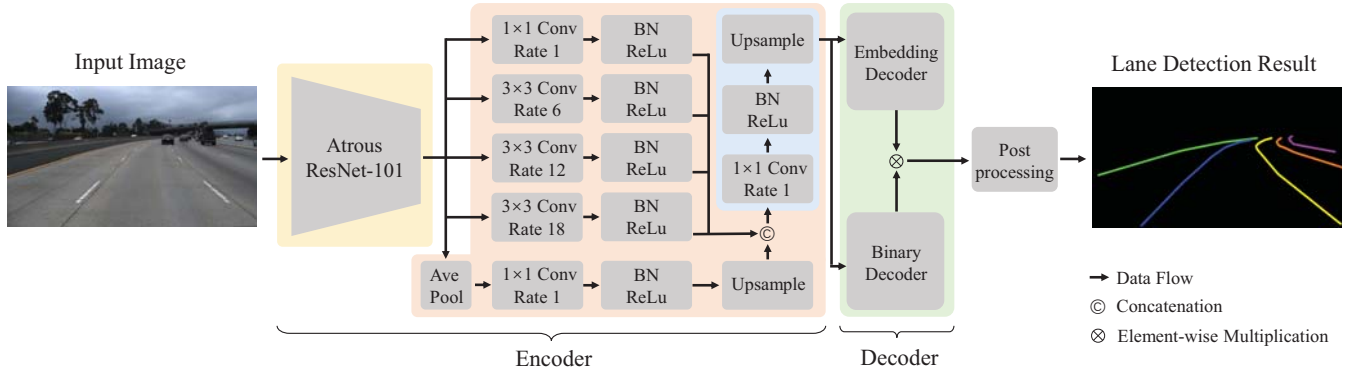 Input Image
Atrous
ResNet-101
1×1 Conv
Rate 1
BN
ReLu
3×3 Conv
Rate 6
BN
ReLu
3×3 Conv
Rate 12
BN
ReLu
3×3 Conv
Rate 18
BN
ReLu
Ave
Pool
1×1 Conv
Rate 1
BN
ReLu
Upsample
©
1×1 Conv
Rate 1
BN
ReLu
Upsample
Embedding
Decoder
⊗
Binary
Decoder
Post
processing
Lane Detection Result
Data Flow
© Concatenation
⊗ Element-wise Multiplication
Encoder
Decoder